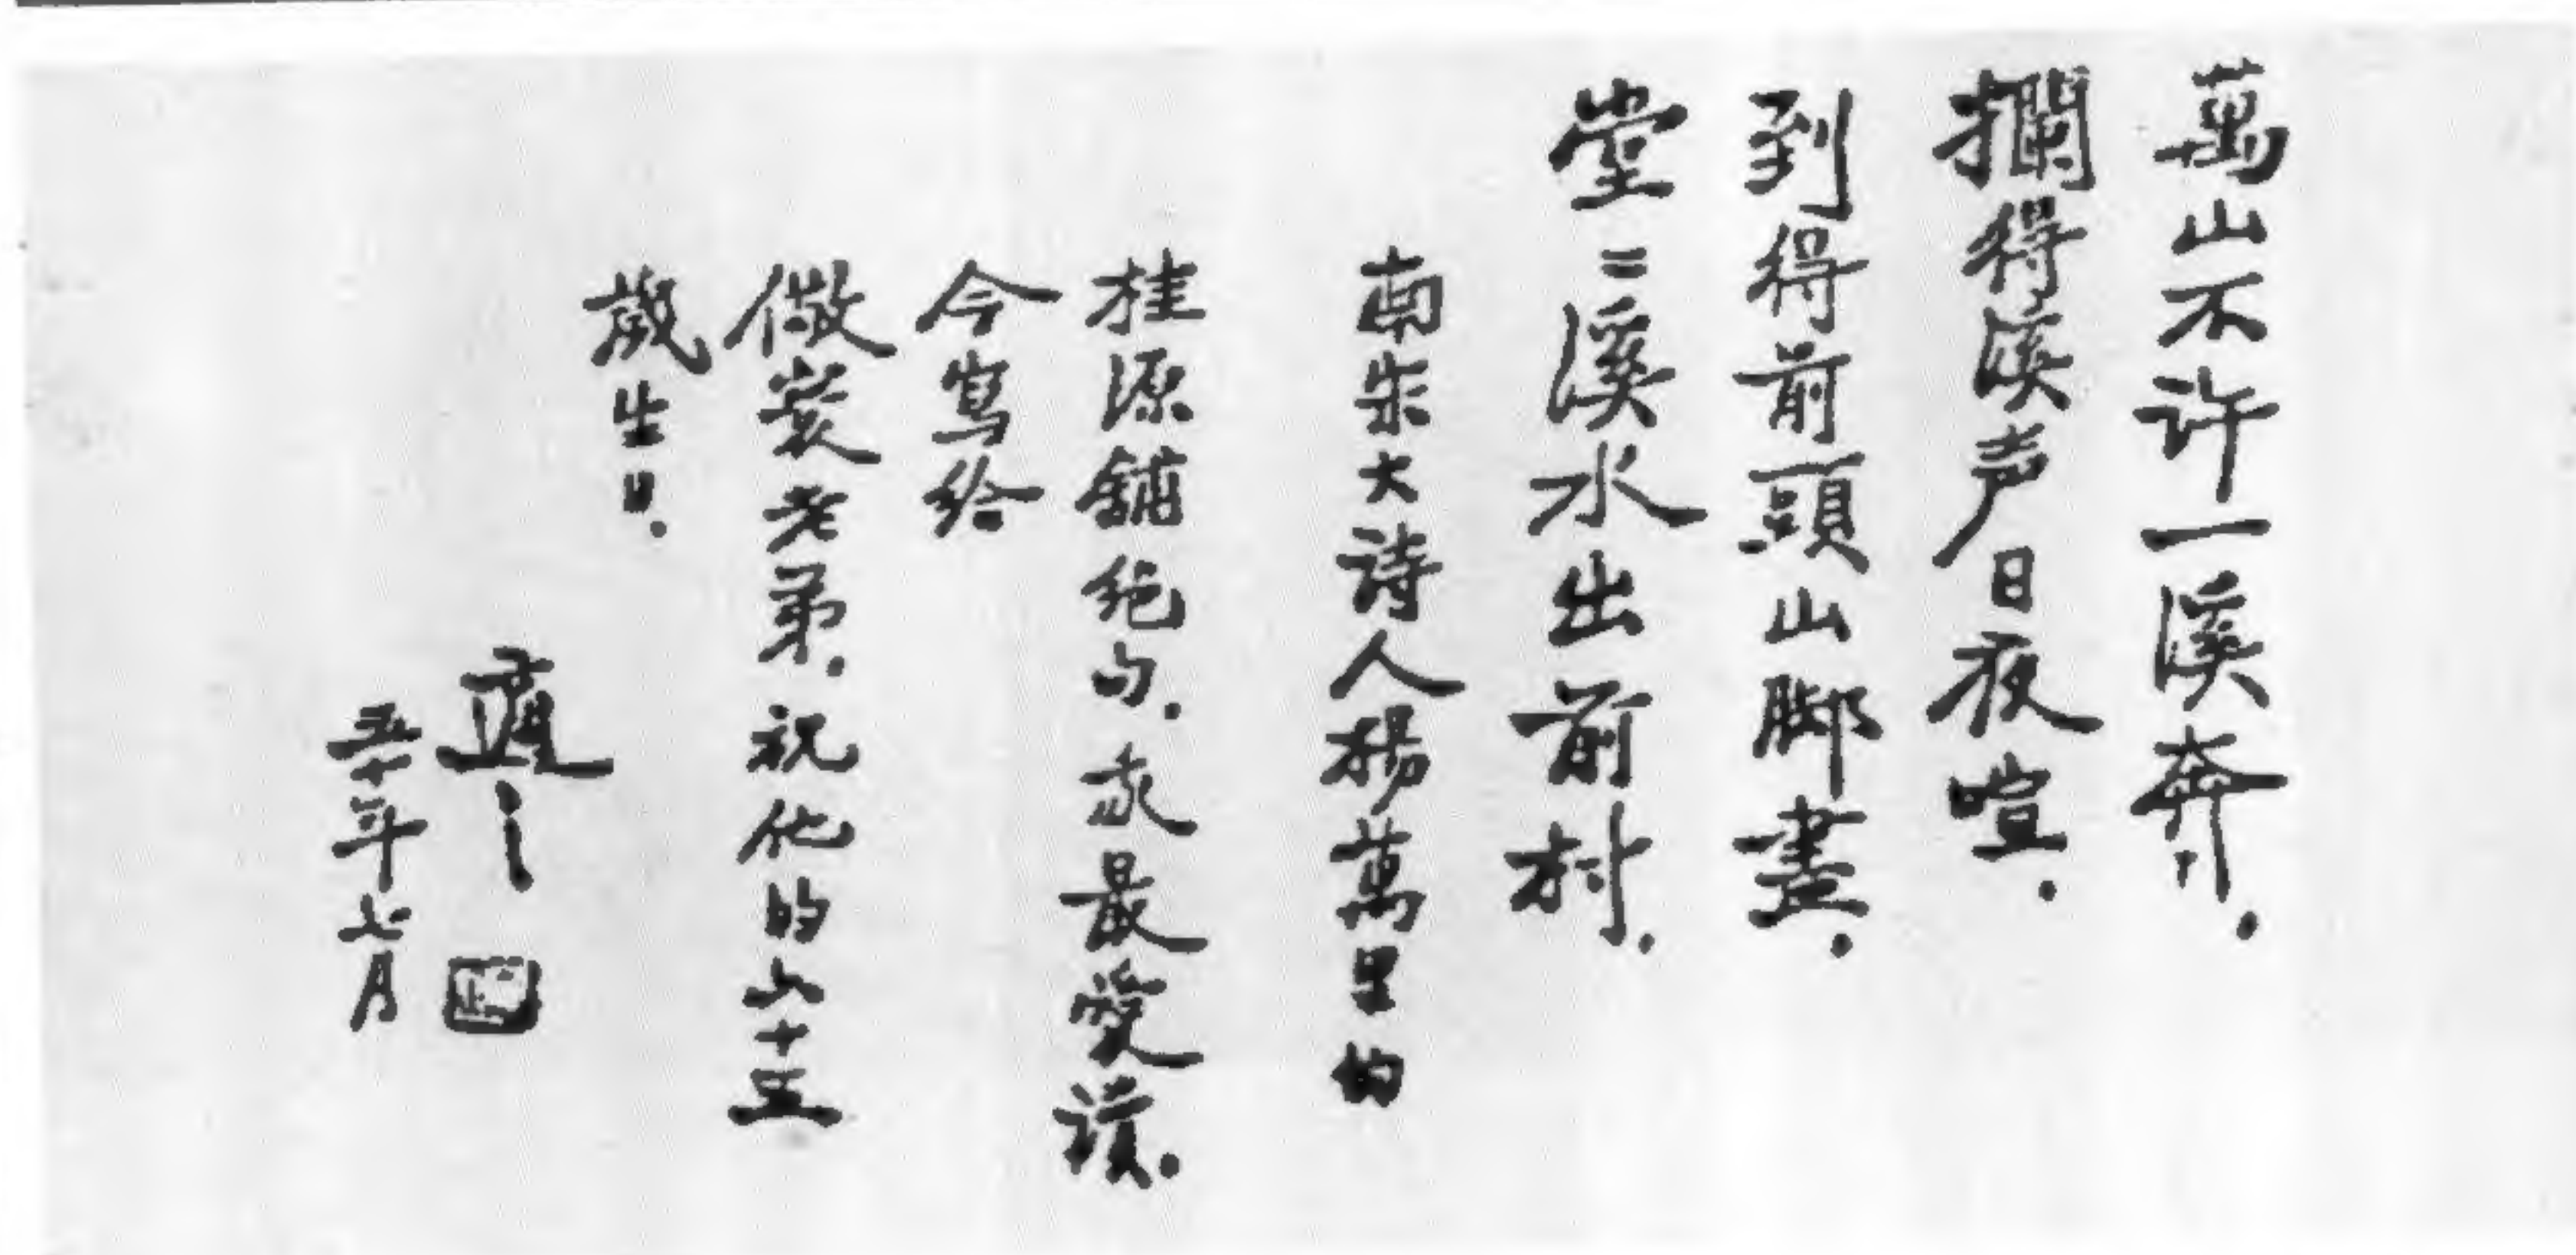 萬山不許一溪奔.
攔得溪声日夜喧.
到得前頭山脚盡.
堂〻溪水出前村.
南宋大詩人楊萬里的
桂源鋪絕句.我最愛讀.
今寫給
儆寰老弟.祝他的六十五
歲生日.
適之
五十年七月